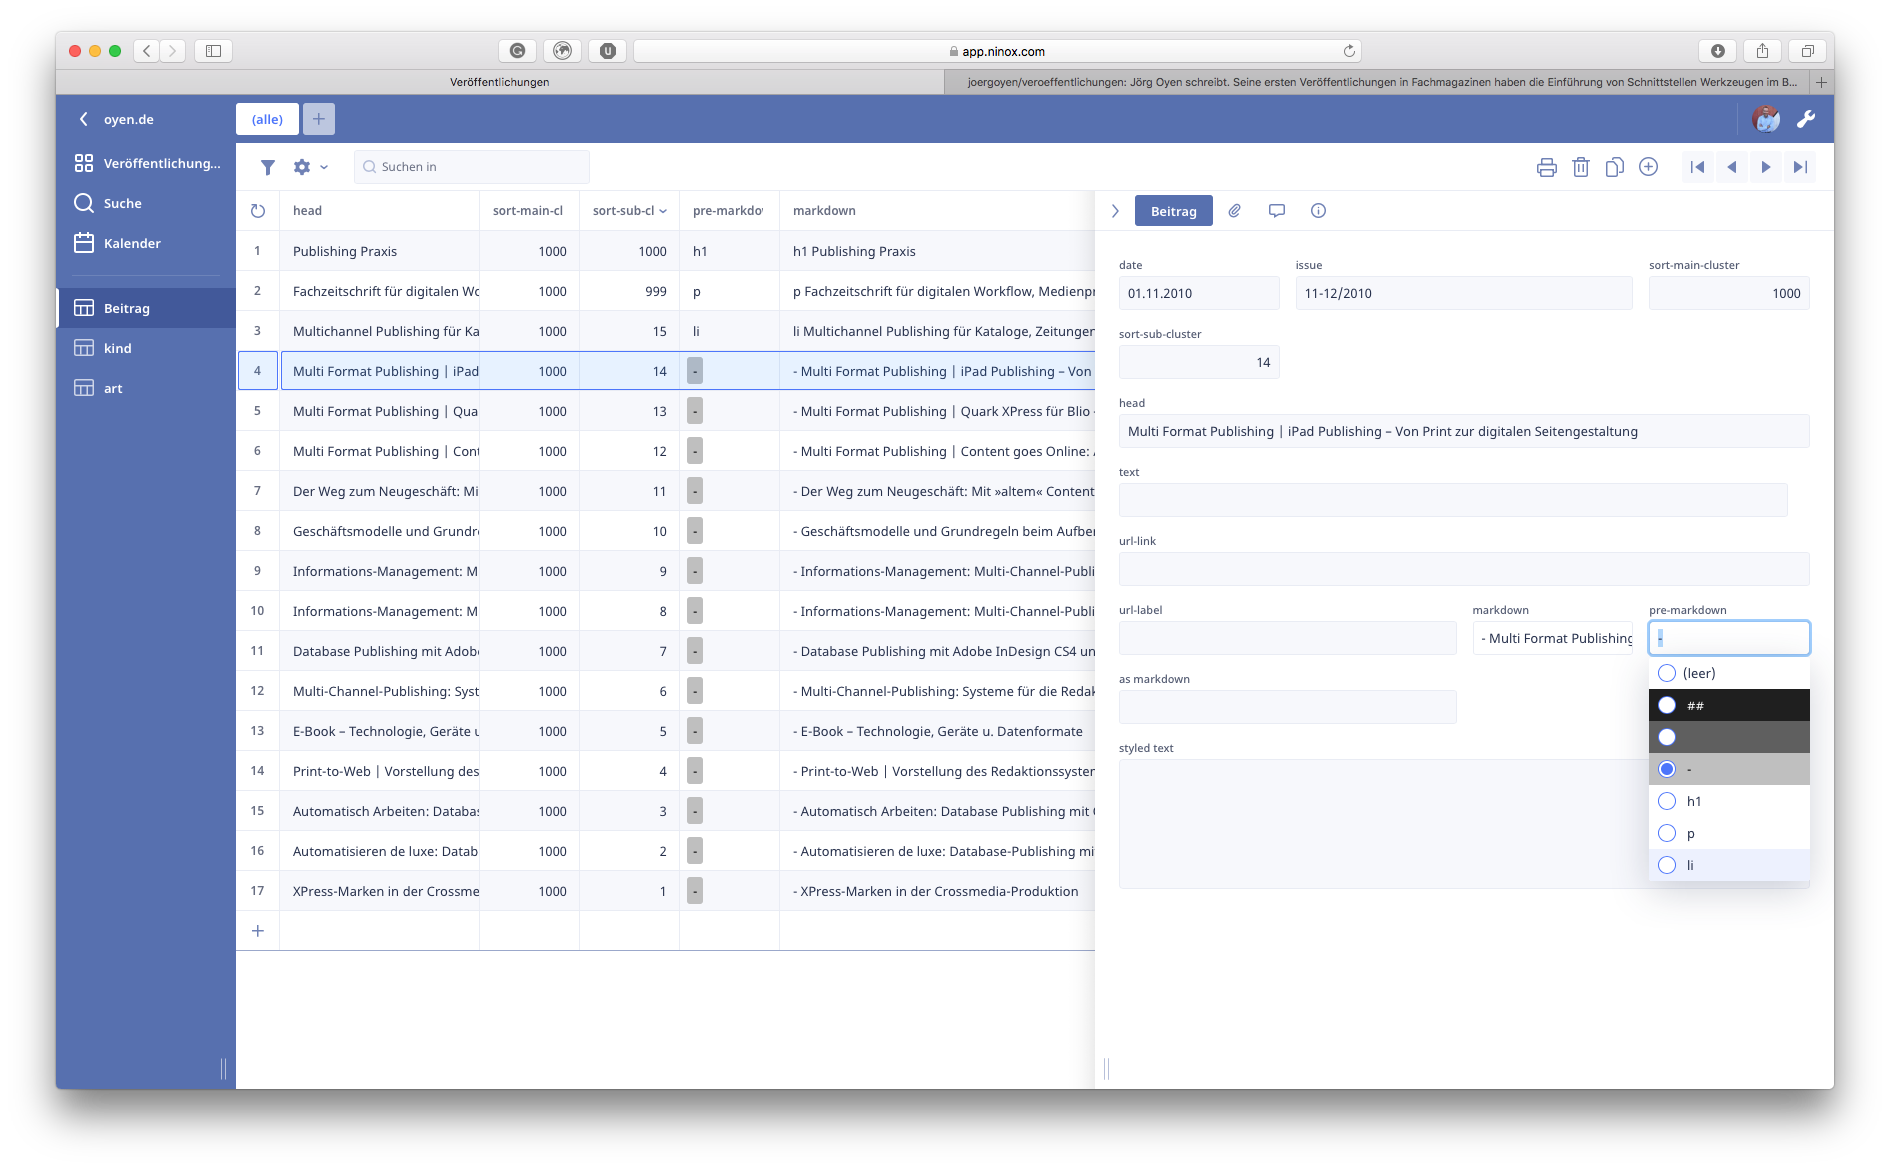 app.ninox.com
Veröffentlichungen
joergoyen/veroeffentlichungen: Jörg Oyen schreibt. Seine ersten Veröffentlichungen in Fachmagazinen haben die Einführung von Schnittstellen Werkzeugen im B...
oyen.de
(alle)
Veröffentlichung...
Suche
Kalender
Beitrag
kind
art
Suchen in
head sort-main-cl sort-sub-cl pre-markdo markdown
1 Publishing Praxis 1000 1000 h1 h1 Publishing Praxis
2 Fachzeitschrift für digitalen Wo 1000 999 p p Fachzeitschrift für digitalen Workflow, Medienpr
3 Multichannel Publishing für Ka 1000 15 li li Multichannel Publishing für Kataloge, Zeitunger
4 Multi Format Publishing | iPad 1000 14 - - Multi Format Publishing | iPad Publishing – Von
5 Multi Format Publishing | Qua 1000 13 - - Multi Format Publishing | Quark XPress für Blio -
6 Multi Format Publishing | Cont 1000 12 - - Multi Format Publishing | Content goes Online: A
7 Der Weg zum Neugeschäft: Mi 1000 11 - - Der Weg zum Neugeschäft: Mit »altem« Content
8 Geschäftsmodelle und Grundr 1000 10 - - Geschäftsmodelle und Grundregeln beim Aufber
9 Informations-Management: M 1000 9 - - Informations-Management: Multi-Channel-Publi
10 Informations-Management: M 1000 8 - - Informations-Management: Multi-Channel-Publi
11 Database Publishing mit Adobe 1000 7 - - Database Publishing mit Adobe InDesign CS4 un
12 Multi-Channel-Publishing: Syst 1000 6 - - Multi-Channel-Publishing: Systeme für die Redak
13 E-Book – Technologie, Geräte u 1000 5 - - E-Book – Technologie, Geräte u. Datenformate
14 Print-to-Web | Vorstellung des 1000 4 - - Print-to-Web | Vorstellung des Redaktionssysten
15 Automatisch Arbeiten: Databas 1000 3 - - Automatisch Arbeiten: Database Publishing mit C
16 Automatisieren de luxe: Datab 1000 2 - - Automatisieren de luxe: Database-Publishing mi
17 XPress-Marken in der Crossme 1000 1 - - XPress-Marken in der Crossmedia-Produktion
Beitrag
date issue sort-main-cluster
01.11.2010 11-12/2010 1000
sort-sub-cluster
14
head
Multi Format Publishing | iPad Publishing – Von Print zur digitalen Seitengestaltung
text
url-link
url-label markdown pre-markdown
- Multi Format Publishing -
as markdown
styled text
(leer)
##
-
h1
p
li